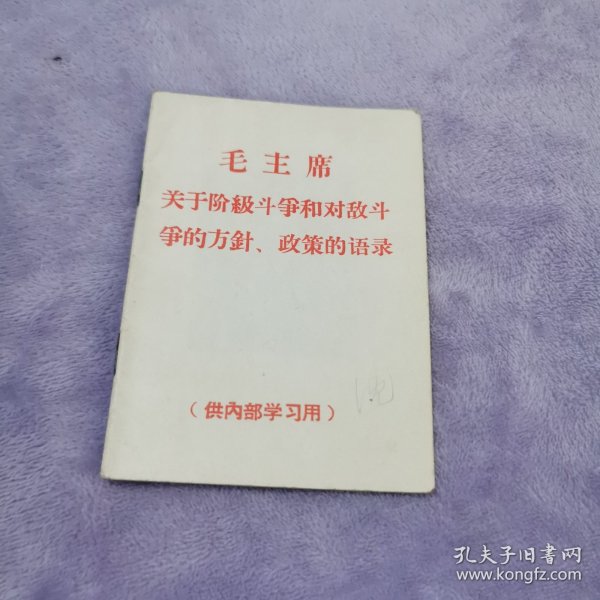 毛主席
关于阶級斗爭和对敌斗
爭的方針、政策的语录
（供內部学习用）
孔夫子旧书网
www.kongfz.com